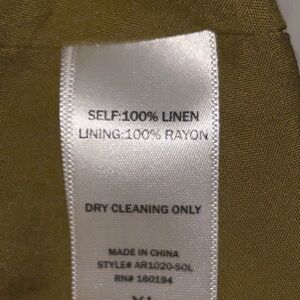 SELF:100% LINEN
LINING:100% RAYON
DRY CLEANING ONLY
MADE IN CHINA
STYLE# AR1020-SOL
RN# 160194